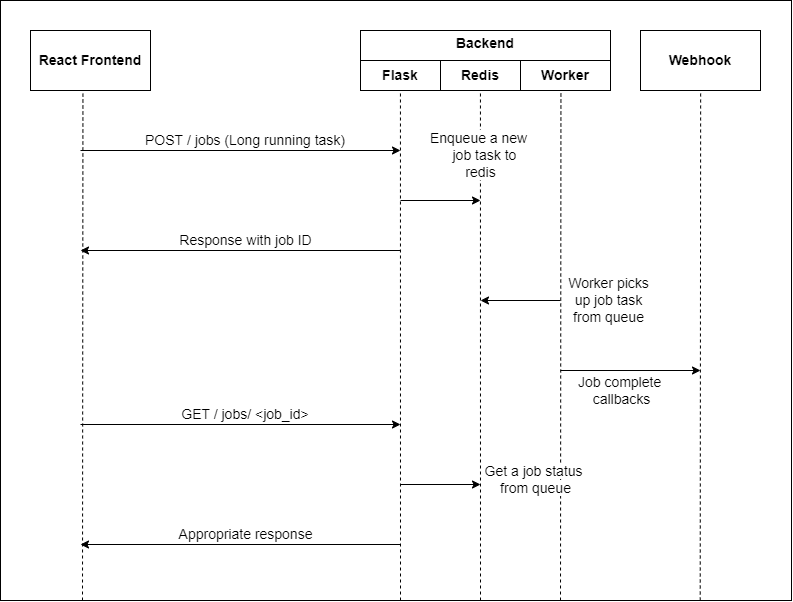 React Frontend
Backend
Flask
Redis
Worker
Webhook
POST / jobs (Long running task)
Enqueue a new
job task to
redis
Response with job ID
Worker picks
up job task
from queue
Job complete
callbacks
GET / jobs/ <job_id>
Get a job status
from queue
Appropriate response